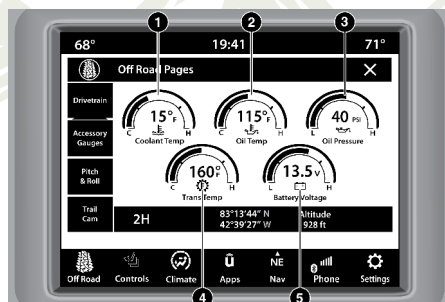 1 2 3
68° 19:41 71°
Off Road Pages X
Drivetrain
Accessory Gauges
Pitch & Roll
Trail Cam
15°F
C H
Coolant Temp
115°F
C H
Oil Temp
40 PSI
L H
Oil Pressure
160°F
C H
Trans Temp
13.5V
L H
Battery Voltage
2H
83°13'44" N
42°39'27" W
Altitude
928 ft
Off Road
Controls
Climate
Apps
NE
Nav
Phone
Settings
4 5